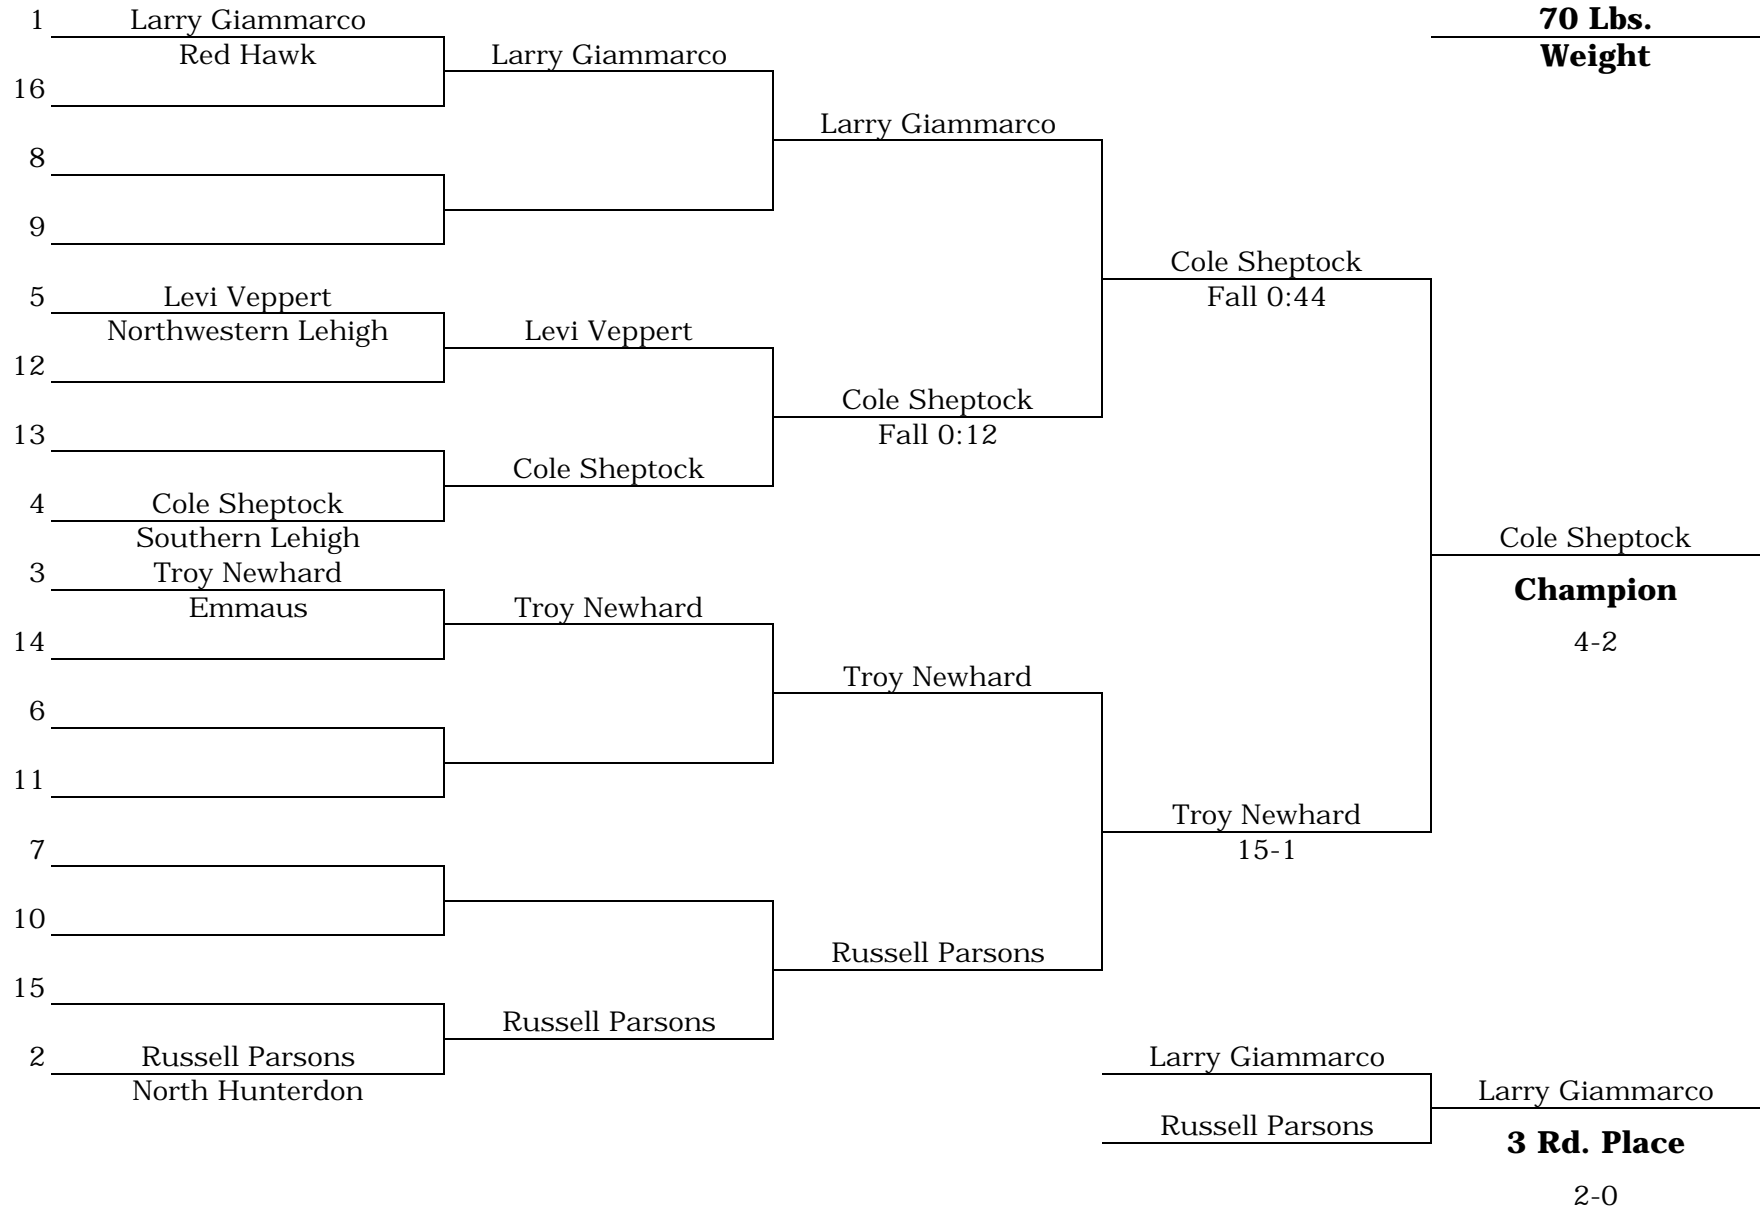 1 Larry Giammarco
Red Hawk
16
8
9
5 Levi Veppert
Northwestern Lehigh
12
13
4 Cole Sheptock
Southern Lehigh
3 Troy Newhard
Emmaus
14
6
11
7
10
15
2 Russell Parsons
North Hunterdon
Larry Giammarco
Levi Veppert
Cole Sheptock
Troy Newhard
Russell Parsons
Larry Giammarco
Cole Sheptock
Fall 0:12
Troy Newhard
Russell Parsons
Cole Sheptock
Fall 0:44
Troy Newhard
15-1
Larry Giammarco
Russell Parsons
70 Lbs.
Weight
Cole Sheptock
Champion
4-2
Larry Giammarco
3 Rd. Place
2-0